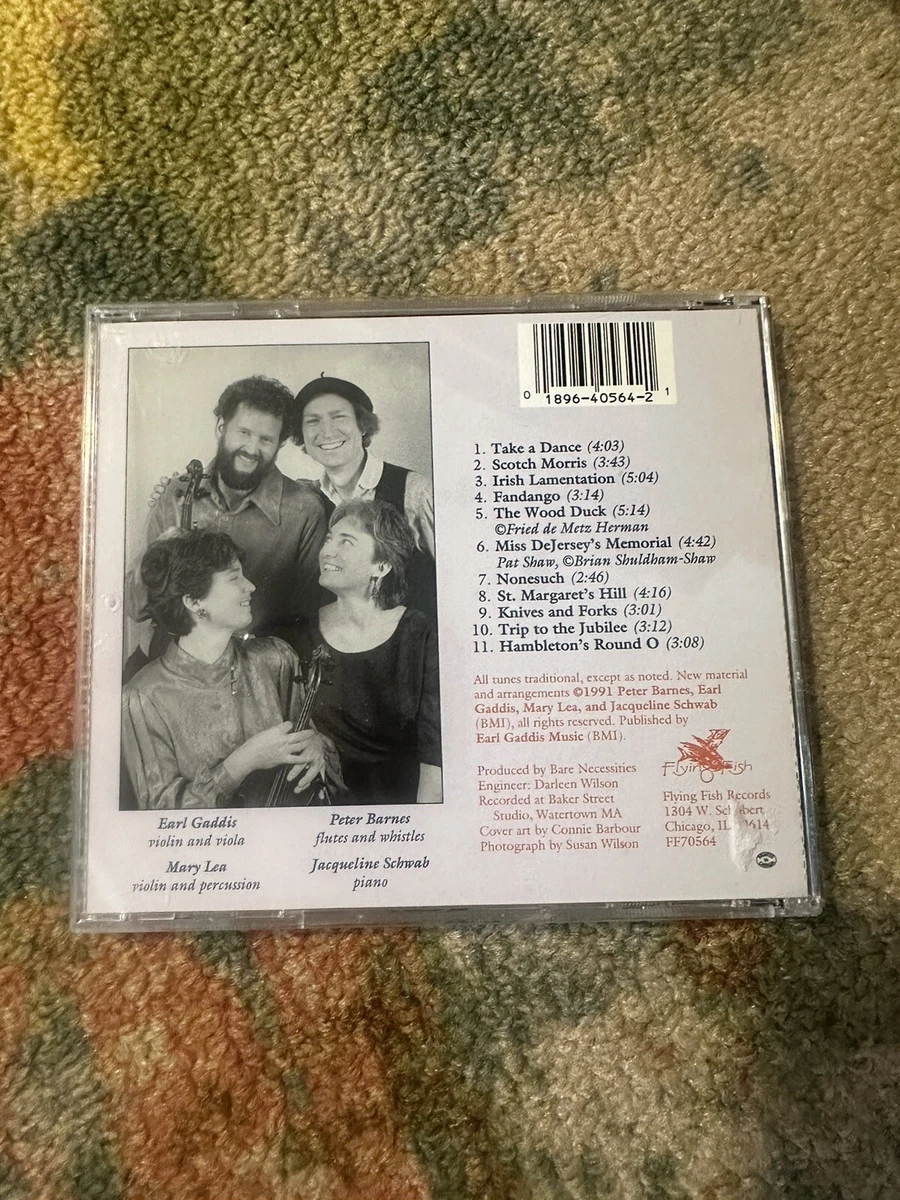 0 1896-40564-2 1
1. Take a Dance (4:03)
2. Scotch Morris (3:43)
3. Irish Lamentation (5:04)
4. Fandango (3:14)
5. The Wood Duck (5:14)
©Fried de Metz Herman
6. Miss DeJersey's Memorial (4:42)
Pat Shaw, ©Brian Shuldham-Shaw
7. Nonesuch (2:46)
8. St. Margaret's Hill (4:16)
9. Knives and Forks (3:01)
10. Trip to the Jubilee (3:12)
11. Hambleton's Round O (3:08)
All tunes traditional, except as noted. New material
and arrangements ©1991 Peter Barnes, Earl
Gaddis, Mary Lea, and Jacqueline Schwab
(BMI), all rights reserved. Published by
Earl Gaddis Music (BMI).
Produced by Bare Necessities
Engineer: Darleen Wilson
Recorded at Baker Street
Studio, Watertown MA
Cover art by Connie Barbour
Photograph by Susan Wilson
Flying Fish
Flying Fish Records
1304 W.
Chicago, IL
FF70564
Earl Gaddis
violin and viola
Peter Barnes
flutes and whistles
Mary Lea
violin and percussion
Jacqueline Schwab
piano